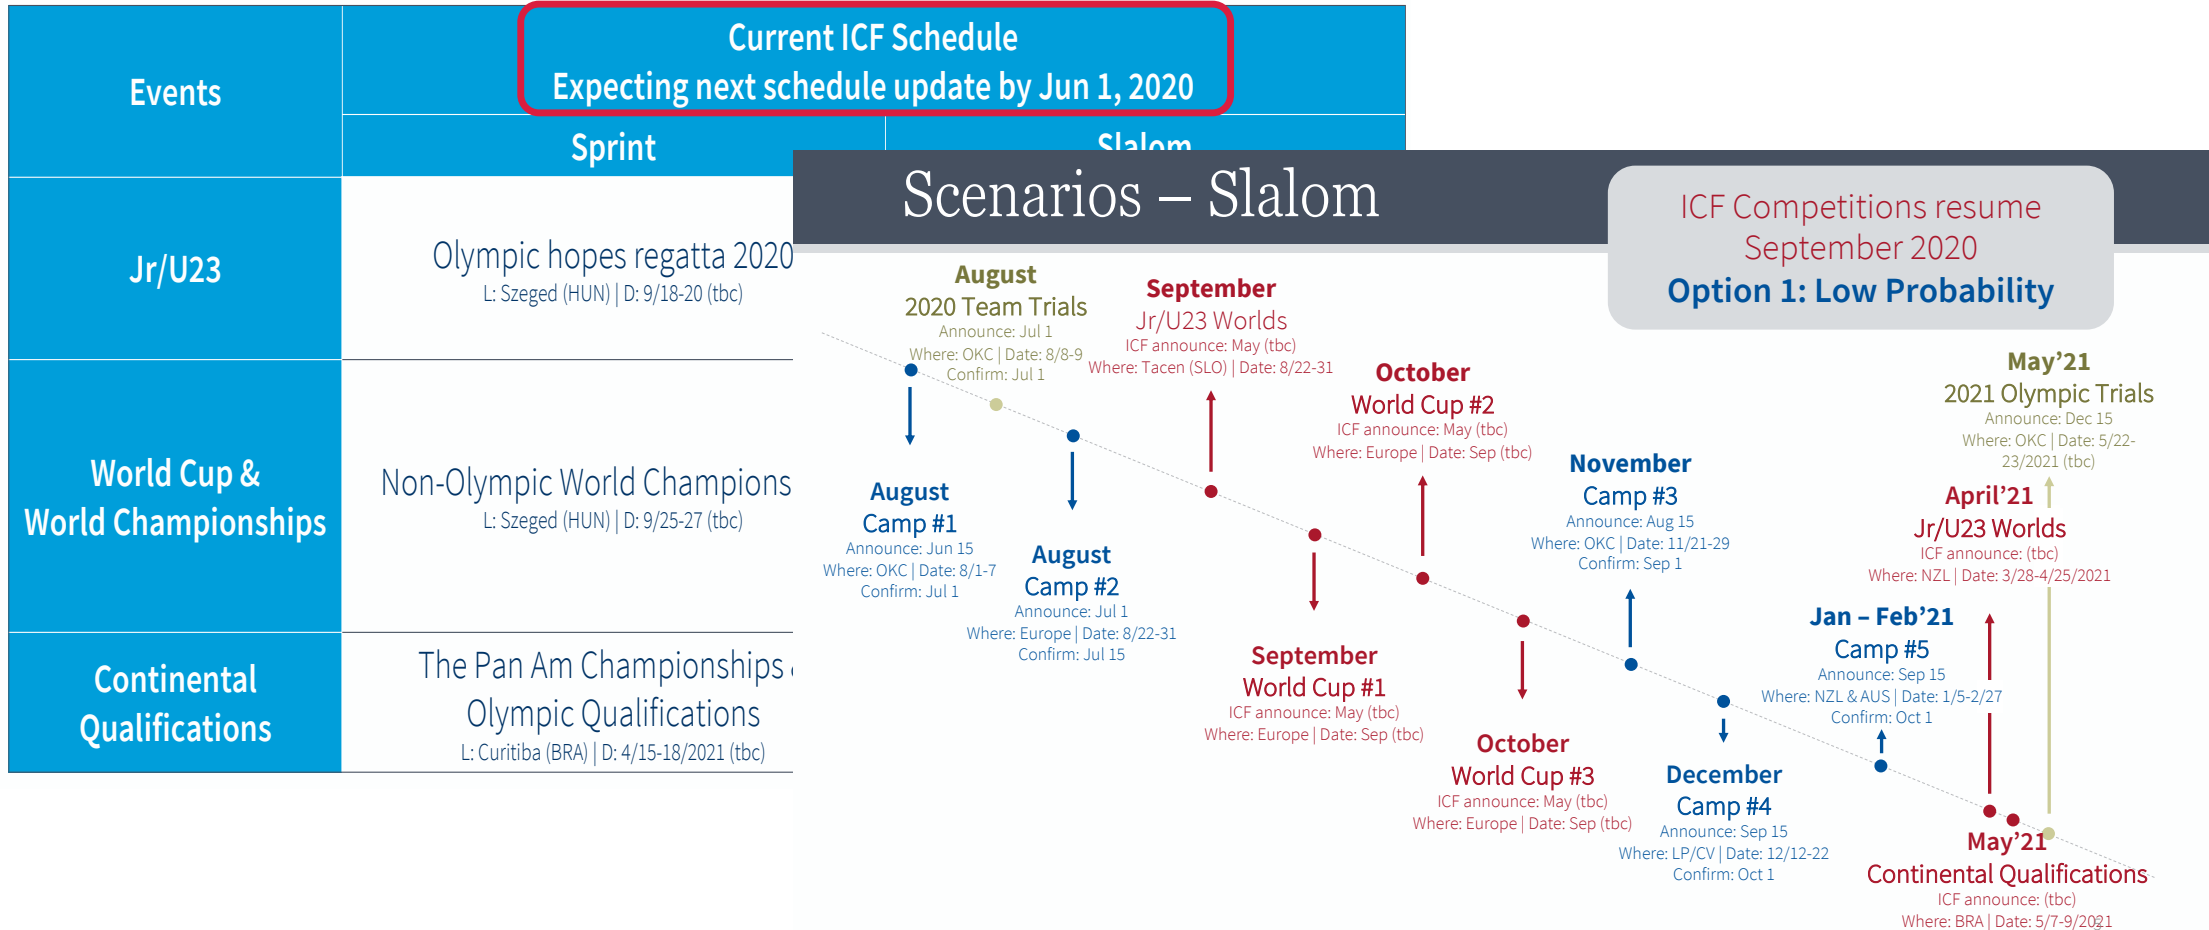 Events
Current ICF Schedule
Expecting next schedule update by Jun 1, 2020
Sprint
Slalom
Jr/U23
Olympic hopes regatta 2020
L: Szeged (HUN) | D: 9/18-20 (tbc)
World Cup &
World Championships
Non-Olympic World Champions
L: Szeged (HUN) | D: 9/25-27 (tbc)
Continental
Qualifications
The Pan Am Championships
Olympic Qualifications
L: Curitiba (BRA) | D: 4/15-18/2021 (tbc)
Scenarios – Slalom
ICF Competitions resume
September 2020
Option 1: Low Probability
August
2020 Team Trials
Announce: Jul 1
Where: OKC | Date: 8/8-9
Confirm: Jul 1
September
Jr/U23 Worlds
ICF announce: May (tbc)
Where: Tacen (SLO) | Date: 8/22-31
October
World Cup #2
ICF announce: May (tbc)
Where: Europe | Date: Sep (tbc)
November
Camp #3
Announce: Aug 15
Where: OKC | Date: 11/21-29
Confirm: Sep 1
May’21
2021 Olympic Trials
Announce: Dec 15
Where: OKC | Date: 5/22-
23/2021 (tbc)
April’21
Jr/U23 Worlds
ICF announce: (tbc)
Where: NZL | Date: 3/28-4/25/2021
Jan – Feb’21
Camp #5
Announce: Sep 15
Where: NZL & AUS | Date: 1/5-2/27
Confirm: Oct 1
August
Camp #1
Announce: Jun 15
Where: OKC | Date: 8/1-7
Confirm: Jul 1
August
Camp #2
Announce: Jul 1
Where: Europe | Date: 8/22-31
Confirm: Jul 15
September
World Cup #1
ICF announce: May (tbc)
Where: Europe | Date: Sep (tbc)
October
World Cup #3
ICF announce: May (tbc)
Where: Europe | Date: Sep (tbc)
December
Camp #4
Announce: Sep 15
Where: LP/CV | Date: 12/12-22
Confirm: Oct 1
May’21
Continental Qualifications
ICF announce: (tbc)
Where: BRA | Date: 5/7-9/2021